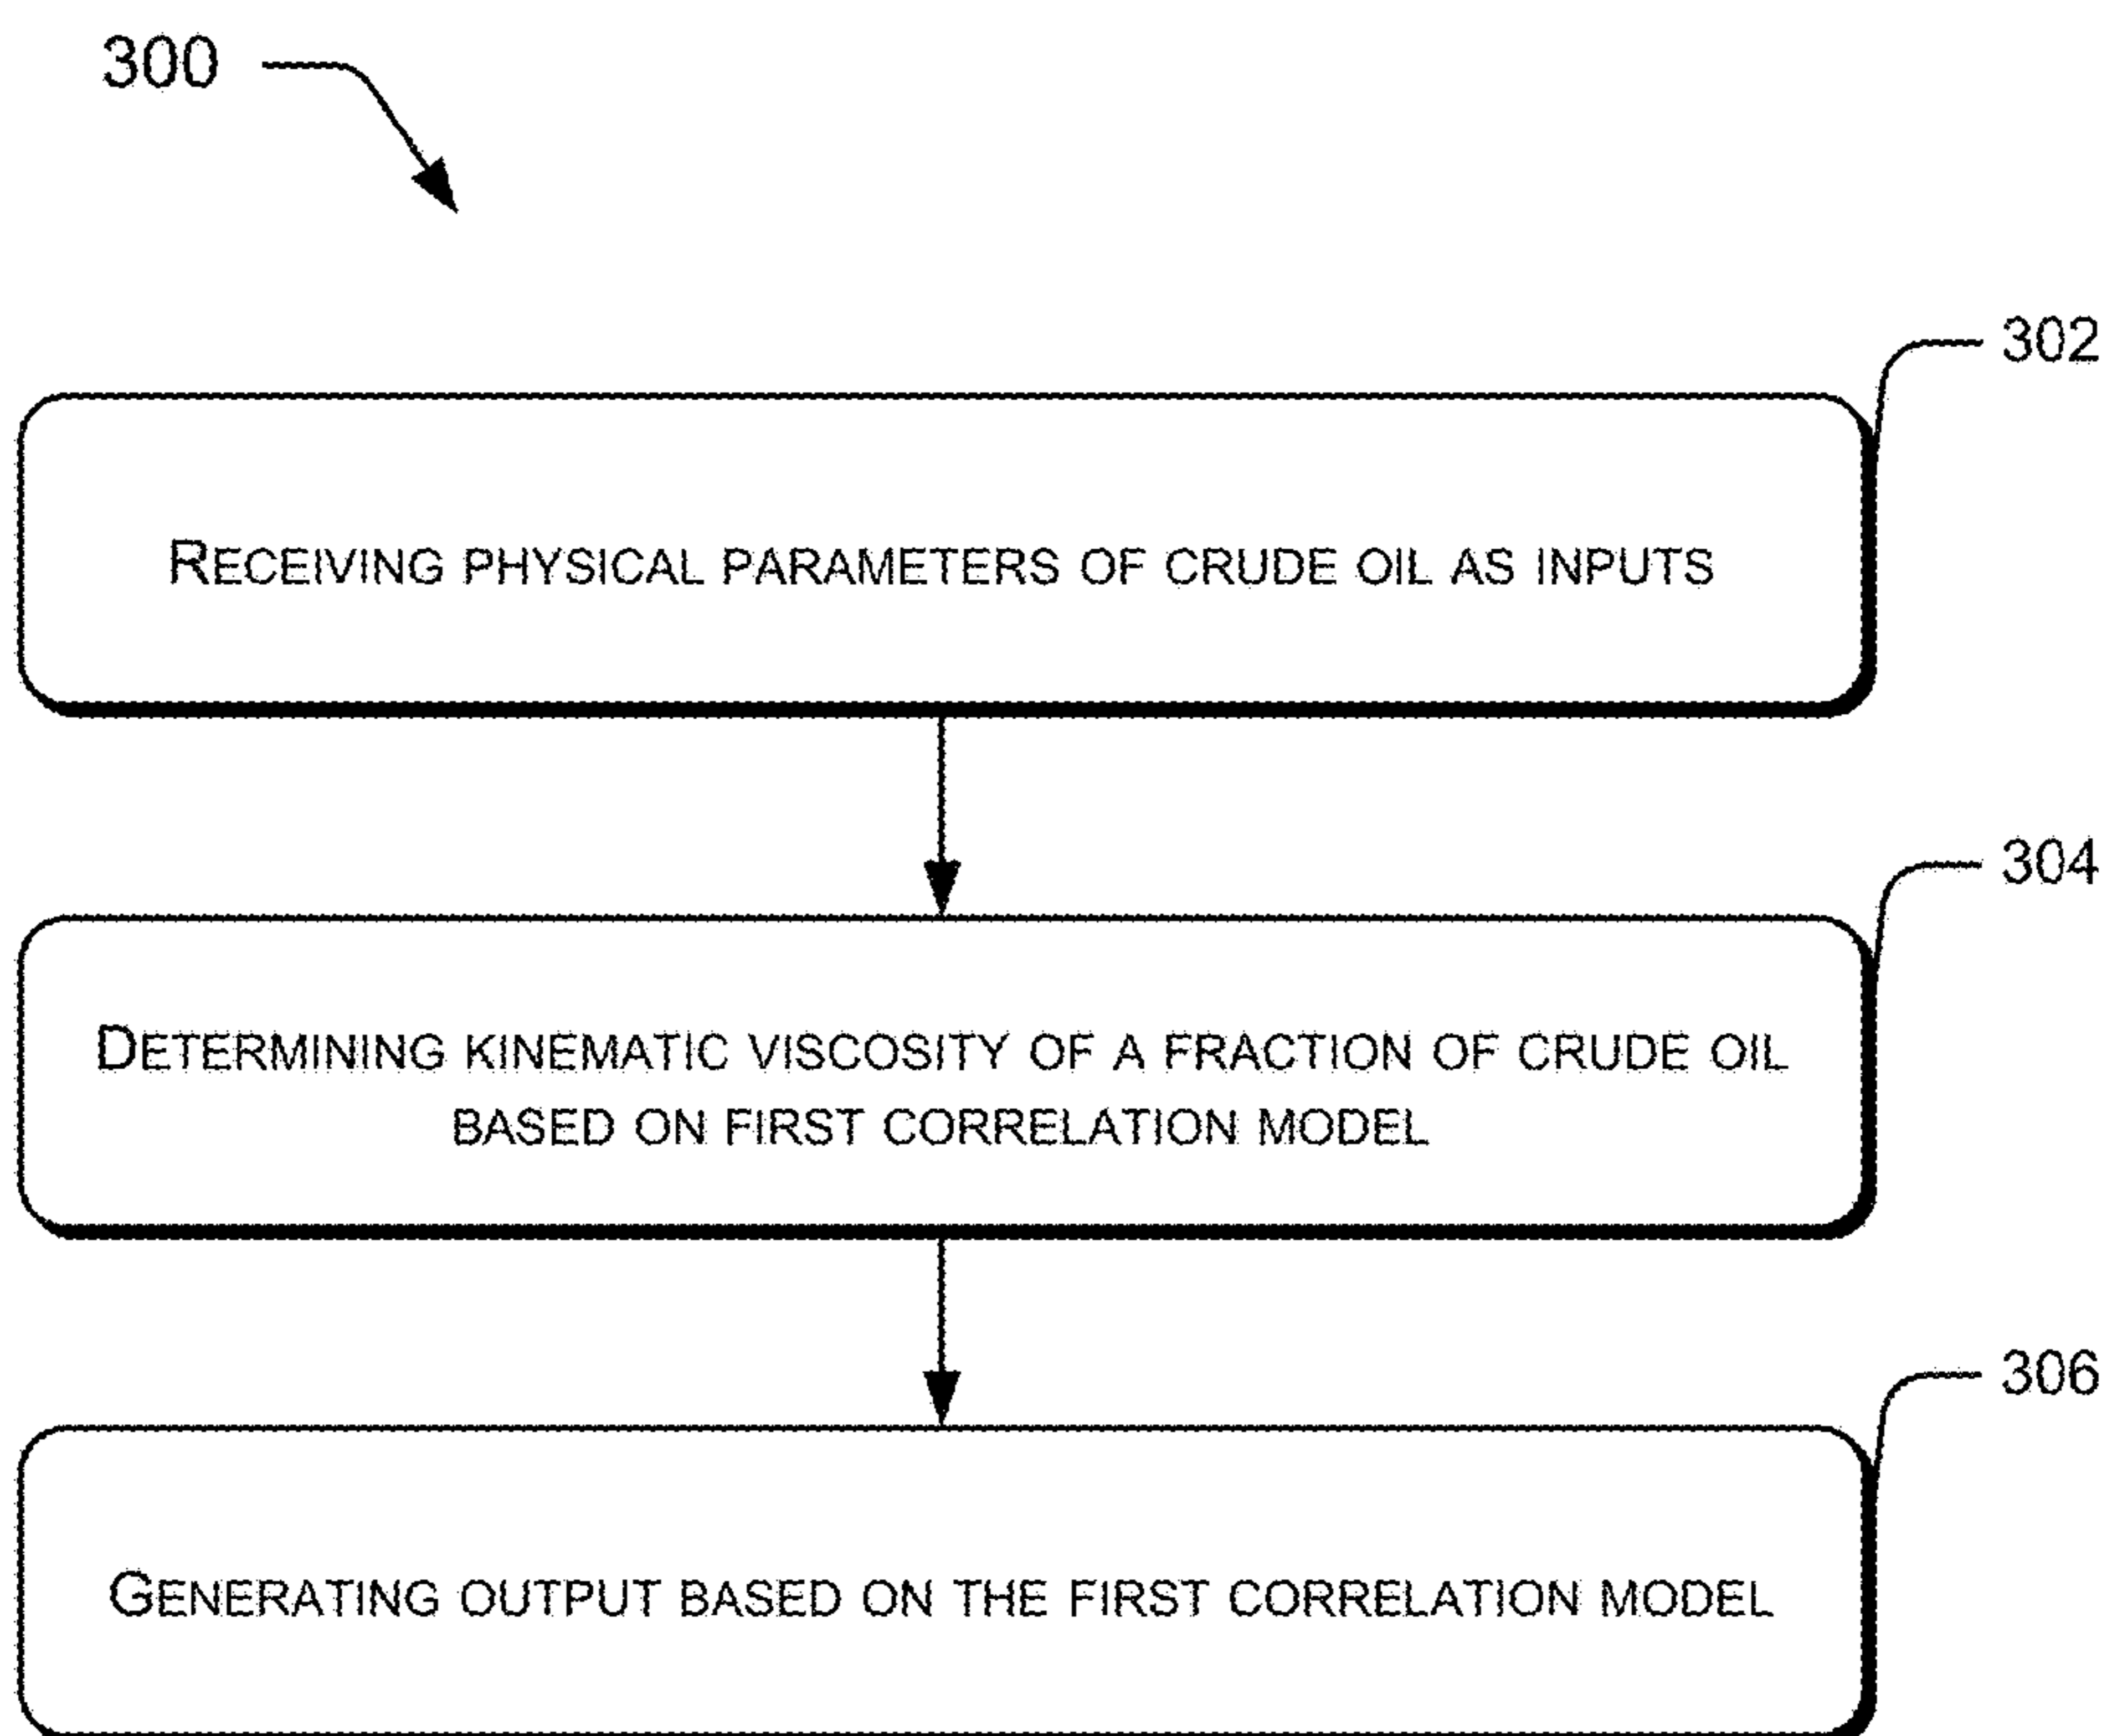 300
302
RECEIVING PHYSICAL PARAMETERS OF CRUDE OIL AS INPUTS
304
DETERMINING KINEMATIC VISCOSITY OF A FRACTION OF CRUDE OIL
BASED ON FIRST CORRELATION MODEL
306
GENERATING OUTPUT BASED ON THE FIRST CORRELATION MODEL